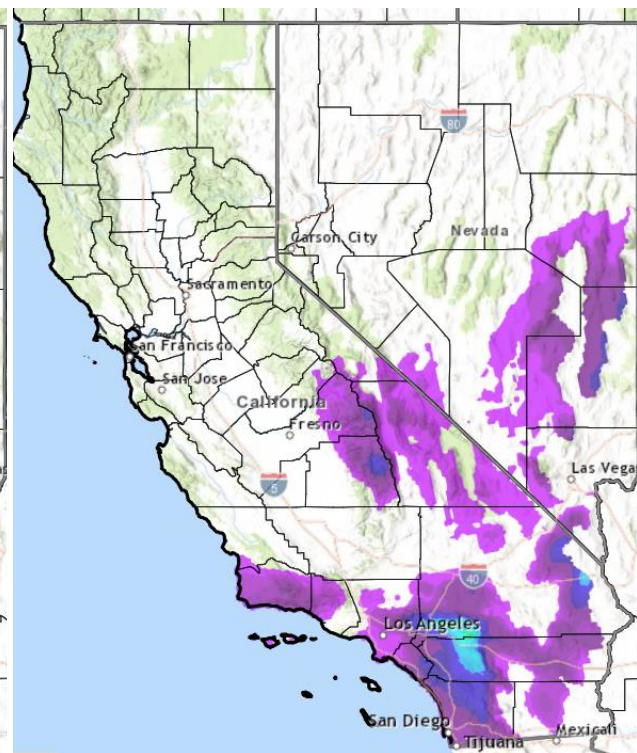 80
Carson City
Nevada
Sacramento
San Francisco
San Jose
California
Fresno
5
Las Vegas
40
Los Angeles
San Diego
Tijuana
Mexicali